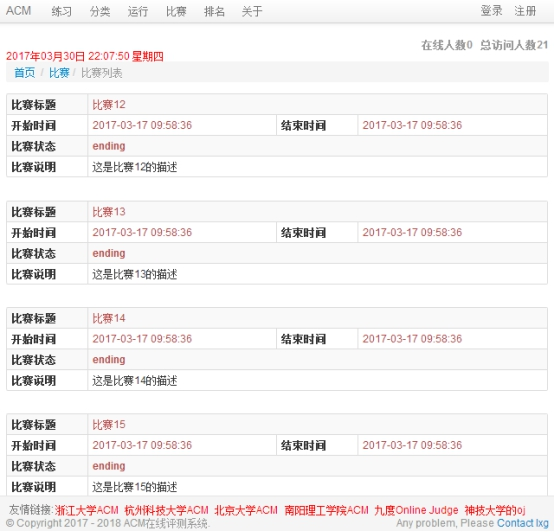 ACM 练习 分类 运行 比赛 排名 关于 登录 注册
在线人数0 总访问人数21
2017年03月30日 22:07:50 星期四
首页 / 比赛 / 比赛列表
比赛标题 比赛12
开始时间 2017-03-17 09:58:36 结束时间 2017-03-17 09:58:36
比赛状态 ending
比赛说明 这是比赛12的描述
比赛标题 比赛13
开始时间 2017-03-17 09:58:36 结束时间 2017-03-17 09:58:36
比赛状态 ending
比赛说明 这是比赛13的描述
比赛标题 比赛14
开始时间 2017-03-17 09:58:36 结束时间 2017-03-17 09:58:36
比赛状态 ending
比赛说明 这是比赛14的描述
比赛标题 比赛15
开始时间 2017-03-17 09:58:36 结束时间 2017-03-17 09:58:36
比赛状态 ending
比赛说明 这是比赛15的描述
友情链接:浙江大学ACM 杭州科技大学ACM 北京大学ACM 南阳理工学院ACM 九度Online Judge 神技大学的oj
© Copyright 2017 - 2018 ACM在线评测系统. Any problem, Please Contact lxg